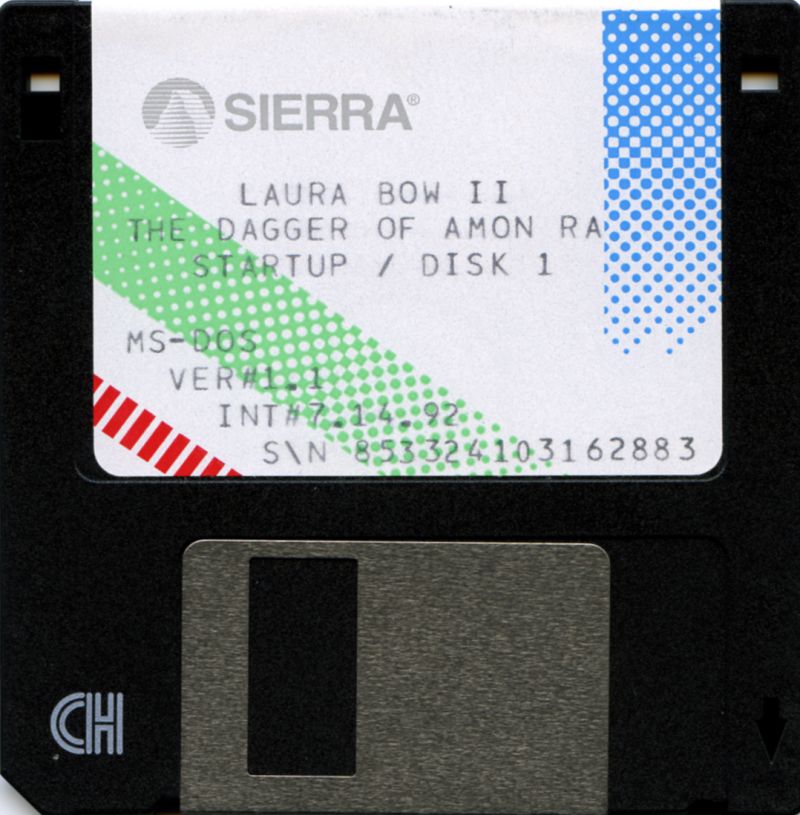 SIERRA®
LAURA BOW II
THE DAGGER OF AMON RA
STARTUP / DISK 1
MS-DOS
VER#1.1
INT#7.14.92
S\N 853324103162883
CH